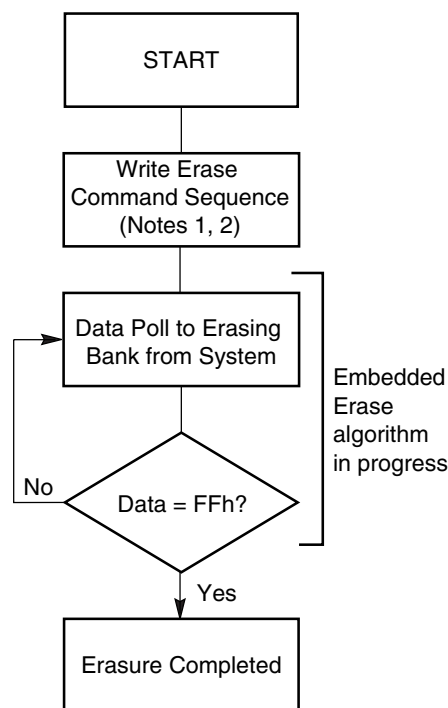 START
Write Erase
Command Sequence
(Notes 1, 2)
Data Poll to Erasing
Bank from System
Embedded
Erase
algorithm
in progress
No
Data = FFh?
Yes
Erasure Completed